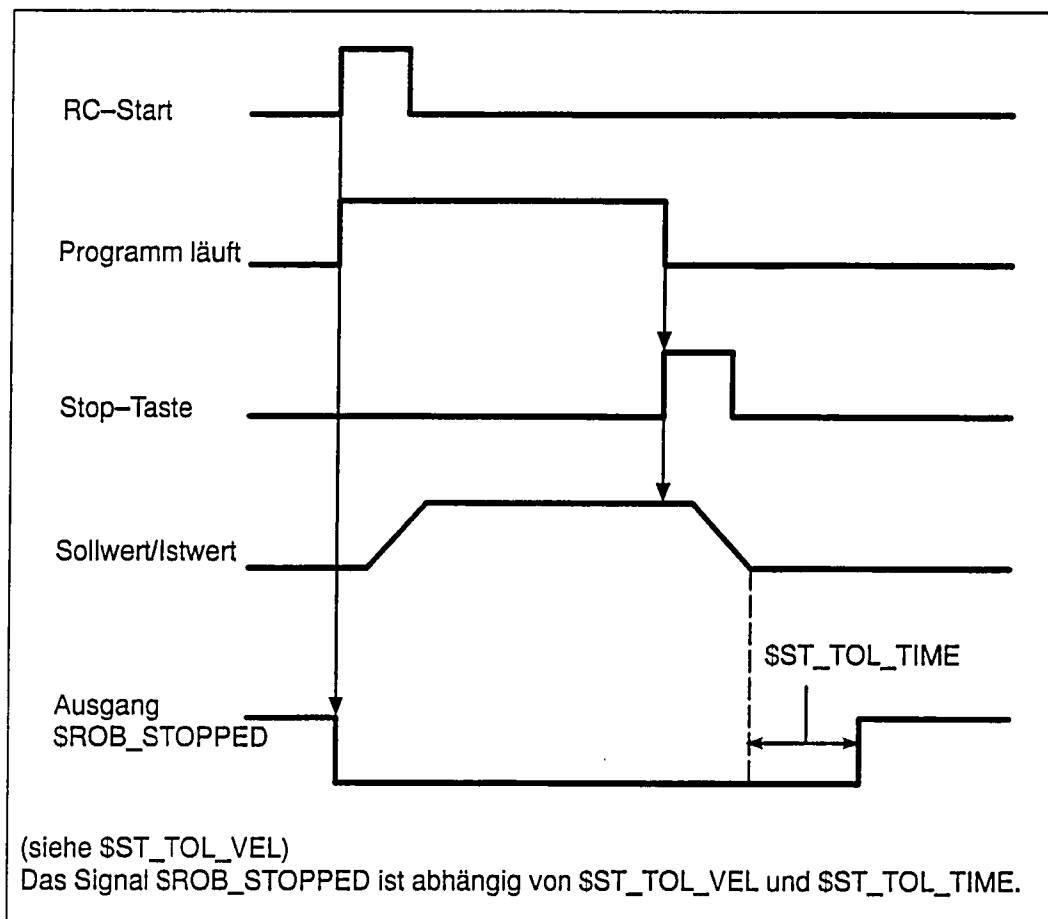 RC–Start
Programm läuft
Stop–Taste
Sollwert/Istwert
$ST_TOL_TIME
Ausgang
$ROB_STOPPED
(siehe $ST_TOL_VEL)
Das Signal $ROB_STOPPED ist abhängig von $ST_TOL_VEL und $ST_TOL_TIME.